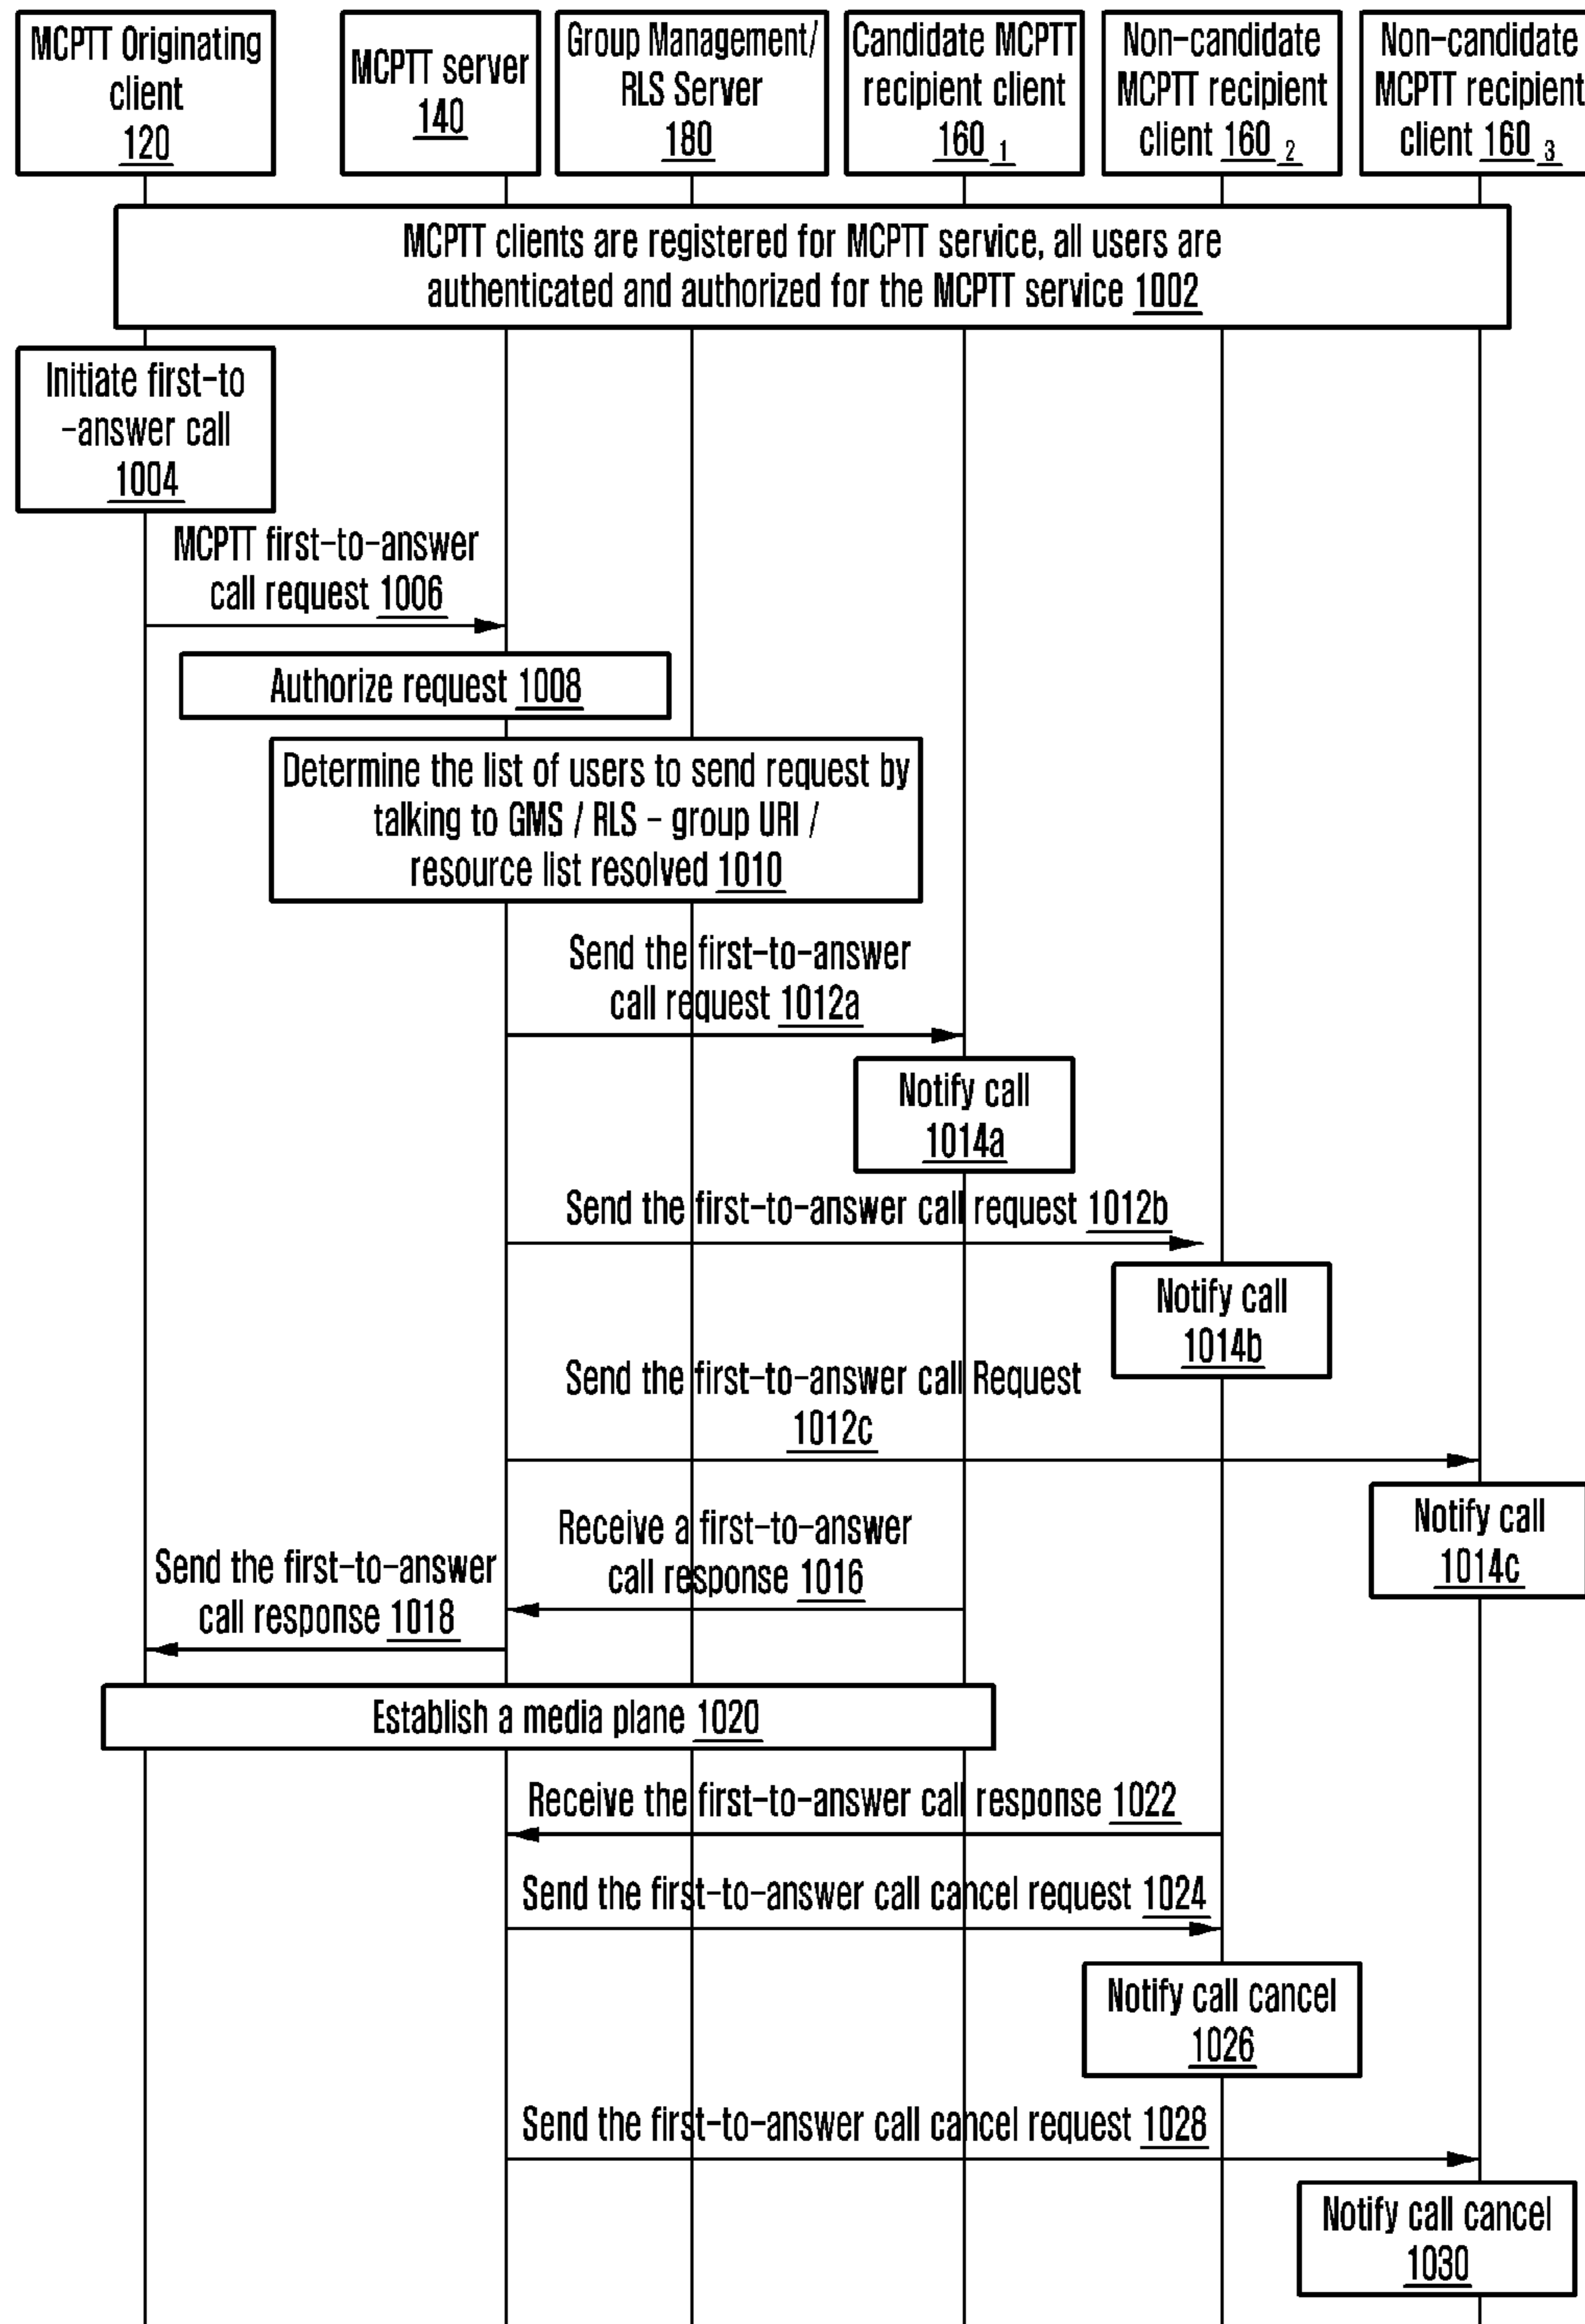 MCPTT Originating
client
120
MCPTT server
140
Group Management/
RLS Server
180
Candidate MCPTT
recipient client
160 1
Non-candidate
MCPTT recipient
client 160 2
Non-candidate
MCPTT recipient
client 160 3
MCPTT clients are registered for MCPTT service, all users are
authenticated and authorized for the MCPTT service 1002
Initiate first-to
-answer call
1004
MCPTT first-to-answer
call request 1006
Authorize request 1008
Determine the list of users to send request by
talking to GMS / RLS - group URI /
resource list resolved 1010
Send the first-to-answer
call request 1012a
Notify call
1014a
Send the first-to-answer call request 1012b
Notify call
1014b
Send the first-to-answer call Request
1012c
Notify call
1014c
Receive a first-to-answer
call response 1016
Send the first-to-answer
call response 1018
Establish a media plane 1020
Receive the first-to-answer call response 1022
Send the first-to-answer call cancel request 1024
Notify call cancel
1026
Send the first-to-answer call cancel request 1028
Notify call cancel
1030